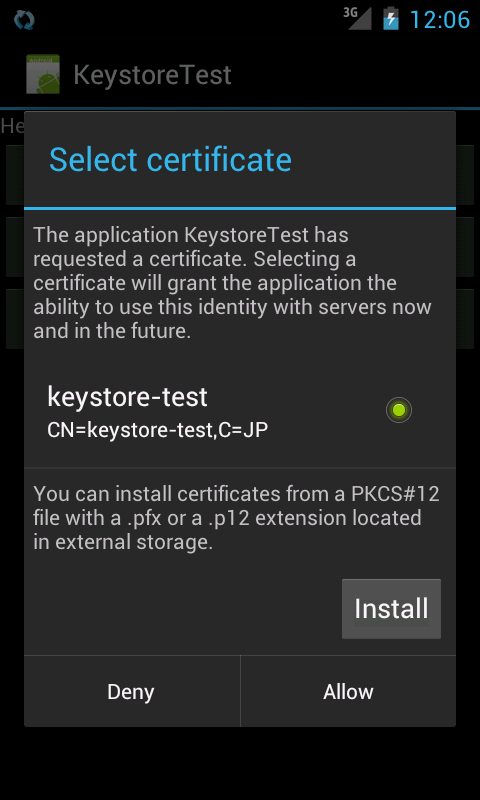 3G 12:06
KeystoreTest
He
Select certificate
The application KeystoreTest has
requested a certificate. Selecting a
certificate will grant the application the
ability to use this identity with servers now
and in the future.
keystore-test
CN=keystore-test,C=JP
You can install certificates from a PKCS#12
file with a .pfx or a .p12 extension located
in external storage.
Install
Deny Allow